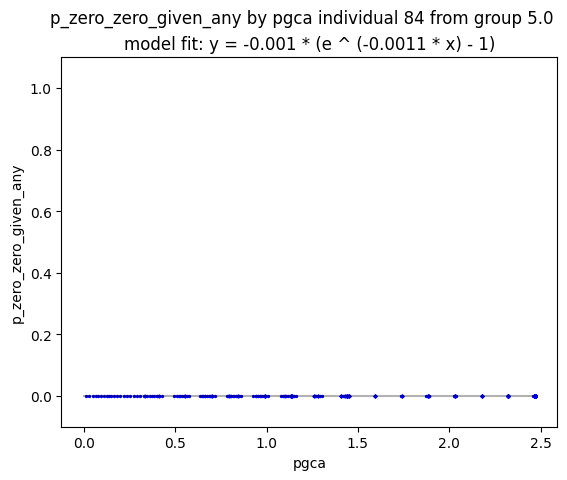 p_zero_zero_given_any by pgca individual 84 from group 5.0
model fit: y = -0.001 * (e ^ (-0.0011 * x) - 1)
p_zero_zero_given_any
1.0
0.8
0.6
0.4
0.2
0.0
0.0 0.5 1.0 1.5 2.0 2.5
pgca